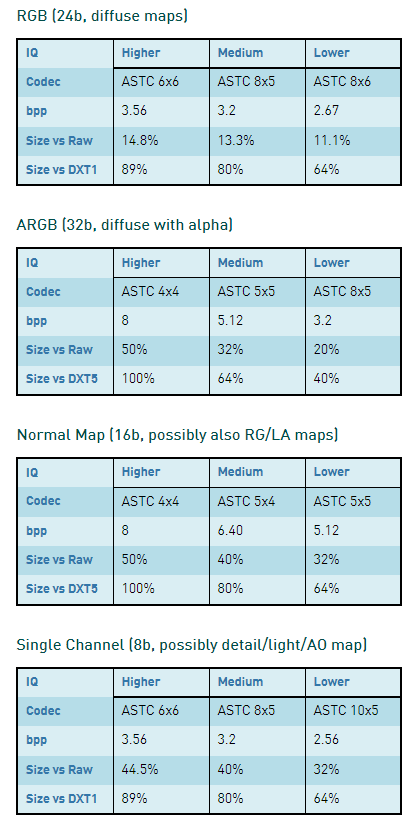 RGB (24b, diffuse maps)
IQ Higher Medium Lower
Codec ASTC 6x6 ASTC 8x5 ASTC 8x6
bpp 3.56 3.2 2.67
Size vs Raw 14.8% 13.3% 11.1%
Size vs DXT1 89% 80% 64%
ARGB (32b, diffuse with alpha)
IQ Higher Medium Lower
Codec ASTC 4x4 ASTC 5x5 ASTC 8x5
bpp 8 5.12 3.2
Size vs Raw 50% 32% 20%
Size vs DXT5 100% 64% 40%
Normal Map (16b, possibly also RG/LA maps)
IQ Higher Medium Lower
Codec ASTC 4x4 ASTC 5x4 ASTC 5x5
bpp 8 6.40 5.12
Size vs Raw 50% 40% 32%
Size vs DXT5 100% 80% 64%
Single Channel (8b, possibly detail/light/AO map)
IQ Higher Medium Lower
Codec ASTC 6x6 ASTC 8x5 ASTC 10x5
bpp 3.56 3.2 2.56
Size vs Raw 44.5% 40% 32%
Size vs DXT1 89% 80% 64%